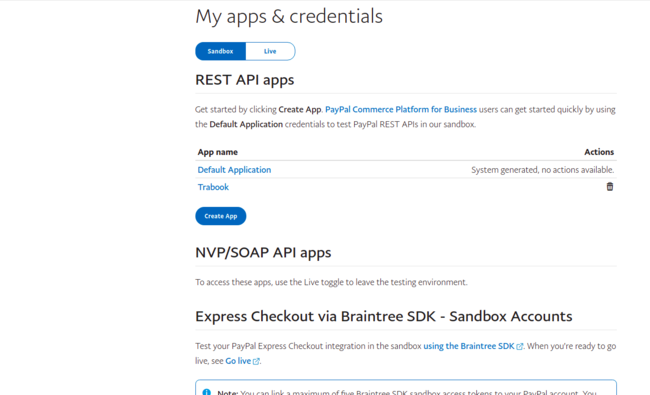 My apps & credentials
Sandbox Live
REST API apps
Get started by clicking Create App. PayPal Commerce Platform for Business users can get started quickly by using
the Default Application credentials to test PayPal REST APIs in our sandbox.
App name Actions
Default Application System generated, no actions available.
Trabook
Create App
NVP/SOAP API apps
To access these apps, use the Live toggle to leave the testing environment.
Express Checkout via Braintree SDK - Sandbox Accounts
Test your PayPal Express Checkout integration in the sandbox using the Braintree SDK. When you're ready to go
live, see Go live.
Note: You can link a maximum of five Braintree SDK sandbox access tokens to your PayPal account. You